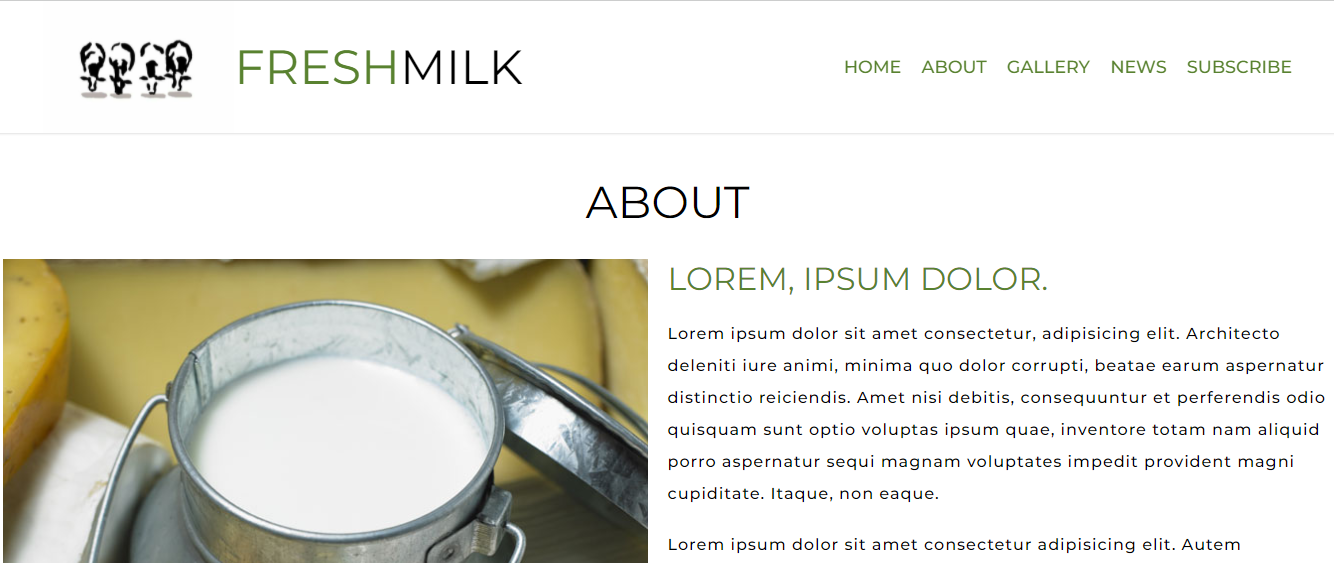 FRESHMILK
HOME ABOUT GALLERY NEWS SUBSCRIBE
ABOUT
LOREM, IPSUM DOLOR.
Lorem ipsum dolor sit amet consectetur, adipisicing elit. Architecto
deleniti iure animi, minima quo dolor corrupti, beatae earum aspernatur
distinctio reiciendis. Amet nisi debitis, consequuntur et perferendis odio
quisquam sunt optio voluptas ipsum quae, inventore totam nam aliquid
porro aspernatur sequi magnam voluptates impedit provident magni
cupiditate. Itaque, non eaque.
Lorem ipsum dolor sit amet consectetur adipisicing elit. Autem